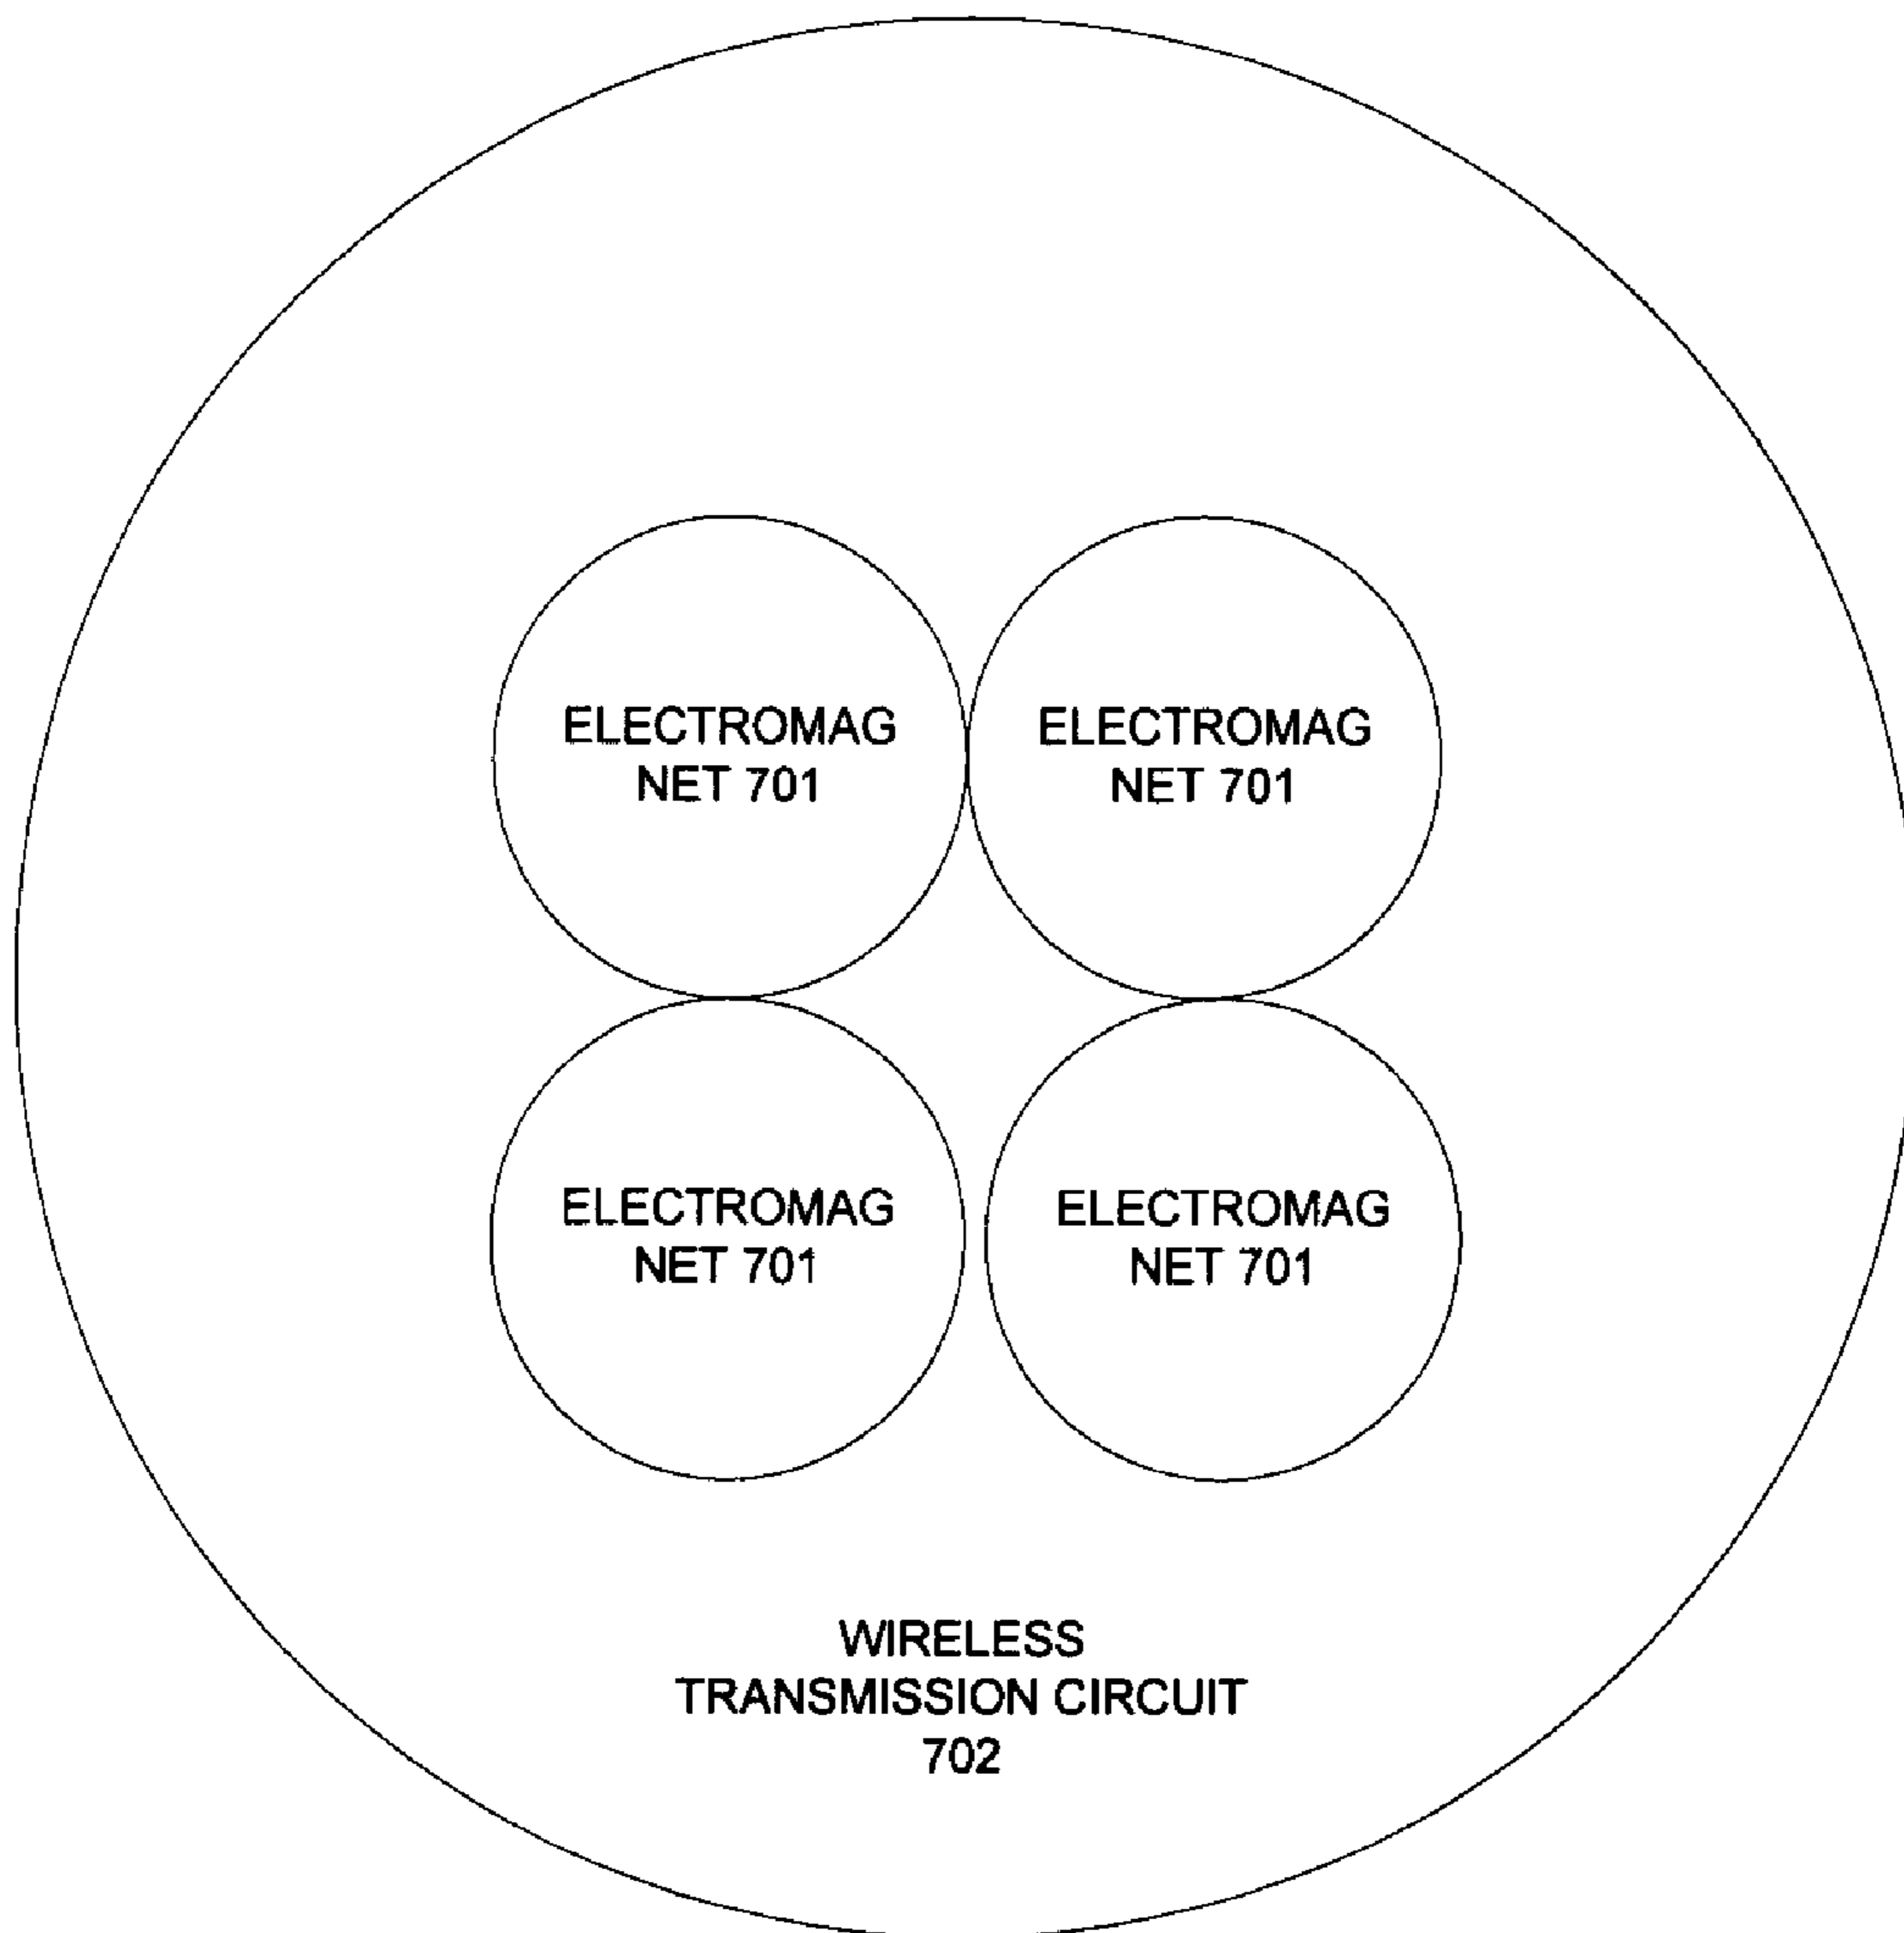 ELECTROMAG
NET 701
ELECTROMAG
NET 701
ELECTROMAG
NET 701
ELECTROMAG
NET 701
WIRELESS
TRANSMISSION CIRCUIT
702